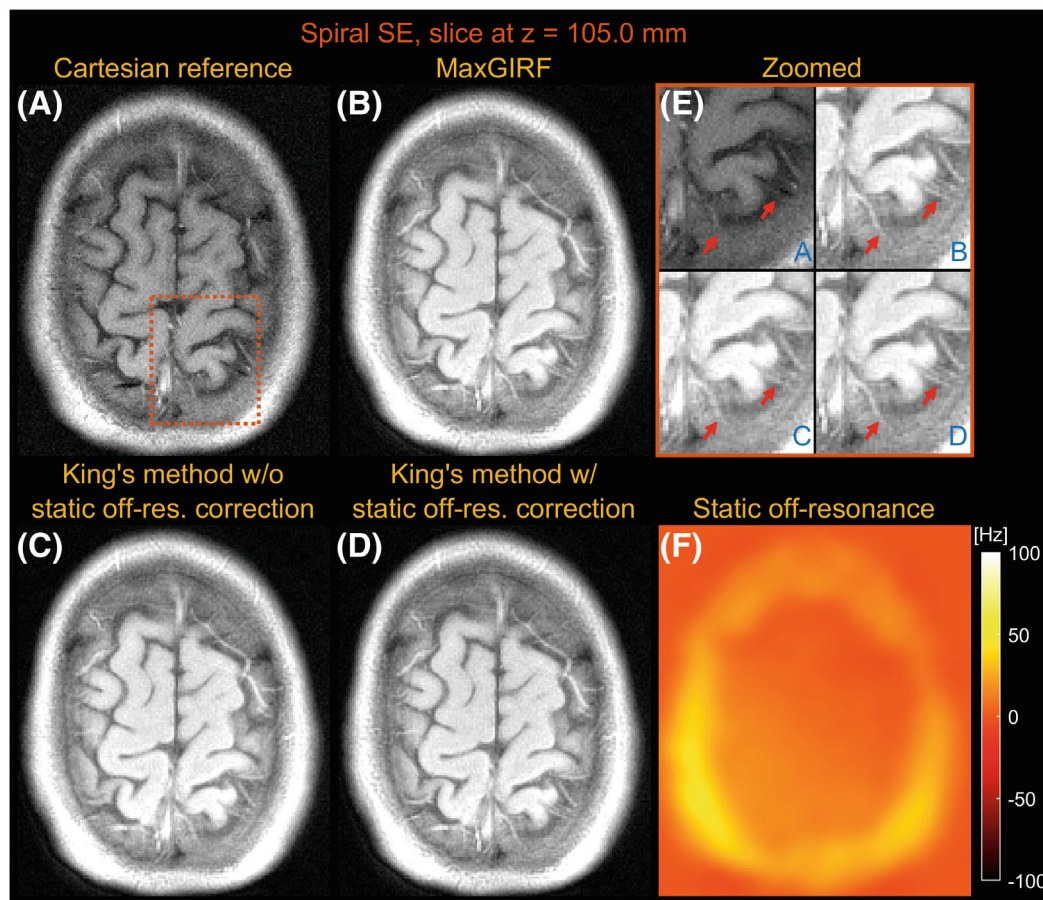 Spiral SE, slice at z = 105.0 mm
Cartesian reference
MaxGIRF
Zoomed
(A)
(B)
(E)
A
B
C
D
King's method w/o
static off-res. correction
King's method w/
static off-res. correction
Static off-resonance
(C)
(D)
(F)
[Hz]
100
50
0
-50
-100